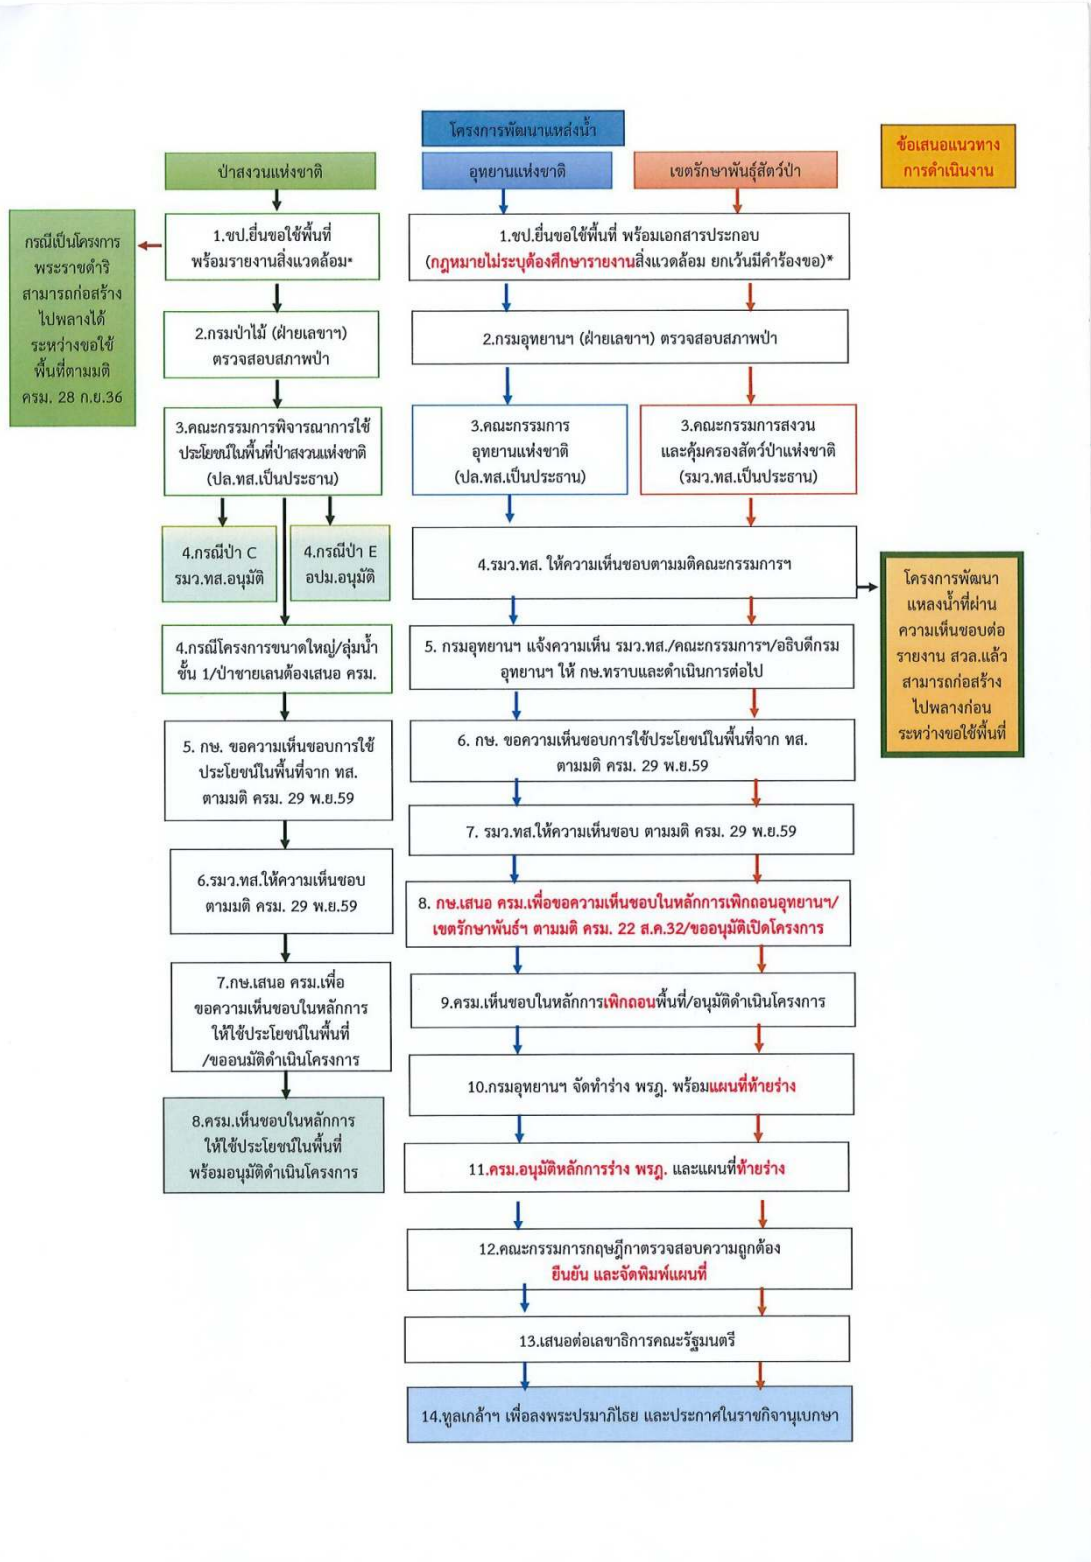 โครงการพัฒนาแหล่งน้ำ
ข้อเสนอแนวทาง
การดำเนินงาน
ป่าสงวนแห่งชาติ
อุทยานแห่งชาติ
เขตรักษาพันธุ์สัตว์ป่า
กรณีเป็นโครงการ
พระราชดำริ
สามารถก่อสร้าง
ไปพลางได้
ระหว่างขอใช้
พื้นที่ตามมติ
ครม. 28 ก.ย.36
1.ชป.ยื่นขอใช้พื้นที่
พร้อมรายงานสิ่งแวดล้อม*
2.กรมป่าไม้ (ฝ่ายเลขาฯ)
ตรวจสอบสภาพป่า
3.คณะกรรมการพิจารณาการใช้
ประโยชน์ในพื้นที่ป่าสงวนแห่งชาติ
(ปล.ทส.เป็นประธาน)
4.กรณีป่า C
รมว.ทส.อนุมัติ
4.กรณีป่า E
อปม.อนุมัติ
4.กรณีโครงการขนาดใหญ่/ลุ่มน้ำ
ชั้น 1/ป่าชายเลนต้องเสนอ ครม.
5. กษ. ขอความเห็นชอบการใช้
ประโยชน์ในพื้นที่จาก ทส.
ตามมติ ครม. 29 พ.ย.59
6.รมว.ทส.ให้ความเห็นชอบ
ตามมติ ครม. 29 พ.ย.59
7.กษ.เสนอ ครม.เพื่อ
ขอความเห็นชอบในหลักการ
ให้ใช้ประโยชน์ในพื้นที่
/ขออนมัติดำเนินโครงการ
8.ครม.เห็นชอบในหลักการ
ให้ใช้ประโยชน์ในพื้นที่
พร้อมอนุมัติดำเนินโครงการ
1.ชป.ยื่นขอใช้พื้นที่ พร้อมเอกสารประกอบ
(กฎหมายไม่ระบุต้องศึกษารายงานสิ่งแวดล้อม ยกเว้นมีคำร้องขอ)*
2.กรมอุทยานฯ (ฝ่ายเลขาฯ) ตรวจสอบสภาพป่า
3.คณะกรรมการ
อุทยานแห่งชาติ
(ปล.ทส.เป็นประธาน)
3.คณะกรรมการสงวน
และคุ้มครองสัตว์ป่าแห่งชาติ
(รมว.ทส.เป็นประธาน)
4.รมว.ทส. ให้ความเห็นชอบตามมติคณะกรรมการฯ
โครงการพัฒนา
แหลงน้ำที่ผ่าน
ความเห็นชอบต่อ
รายงาน สวล.แล้ว
สามารถก่อสร้าง
ไปพลางก่อน
ระหว่างขอใช้พื้นที่
5. กรมอุทยานฯ แจ้งความเห็น รมว.ทส./คณะกรรมการฯ/อธิบดีกรม
อุทยานฯ ให้ กษ.ทราบและดำเนินการต่อไป
6. กษ. ขอความเห็นชอบการใช้ประโยชน์ในพื้นที่จาก ทส.
ตามมติ ครม. 29 พ.ย.59
7. รมว.ทส.ให้ความเห็นชอบ ตามมติ ครม. 29 พ.ย.59
8. กษ.เสนอ ครม.เพื่อขอความเห็นชอบในหลักการเพิกถอนอุทยานฯ/
เขตรักษาพันธ์ฯ ตามมติ ครม. 22 ส.ค.32/ขออนุมัติเปิดโครงการ
9.ครม.เห็นชอบในหลักการเพิกถอนพื้นที่/อนุมัติดำเนินโครงการ
10.กรมอุทยานฯ จัดทำร่าง พรฎ. พร้อมแผนที่ท้ายร่าง
11.ครม.อนุมัติหลักการร่าง พรฎ. และแผนที่ท้ายร่าง
12.คณะกรรมการกฤษฎีกาตรวจสอบความถูกต้อง
ยืนยัน และจัดพิมพ์แผนที่
13.เสนอต่อเลขาธิการคณะรัฐมนตรี
14.ทูลเกล้าฯ เพื่อลงพระปรมาภิไธย และประกาศในราชกิจานุเบกษา